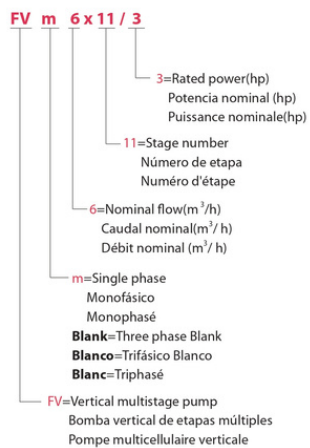 FV m 6 x 11 / 3
3=Rated power(hp)
Potencia nominal (hp)
Puissance nominale(hp)
11=Stage number
Número de etapa
Numéro d'étape
6=Nominal flow(m³/h)
Caudal nominal(m³/ h)
Débit nominal (m³/ h)
m=Single phase
Monofásico
Monophasé
Blank=Three phase Blank
Blanco=Trifásico Blanco
Blanc=Triphasé
FV=Vertical multistage pump
Bomba vertical de etapas múltiples
Pompe multicellulaire verticale